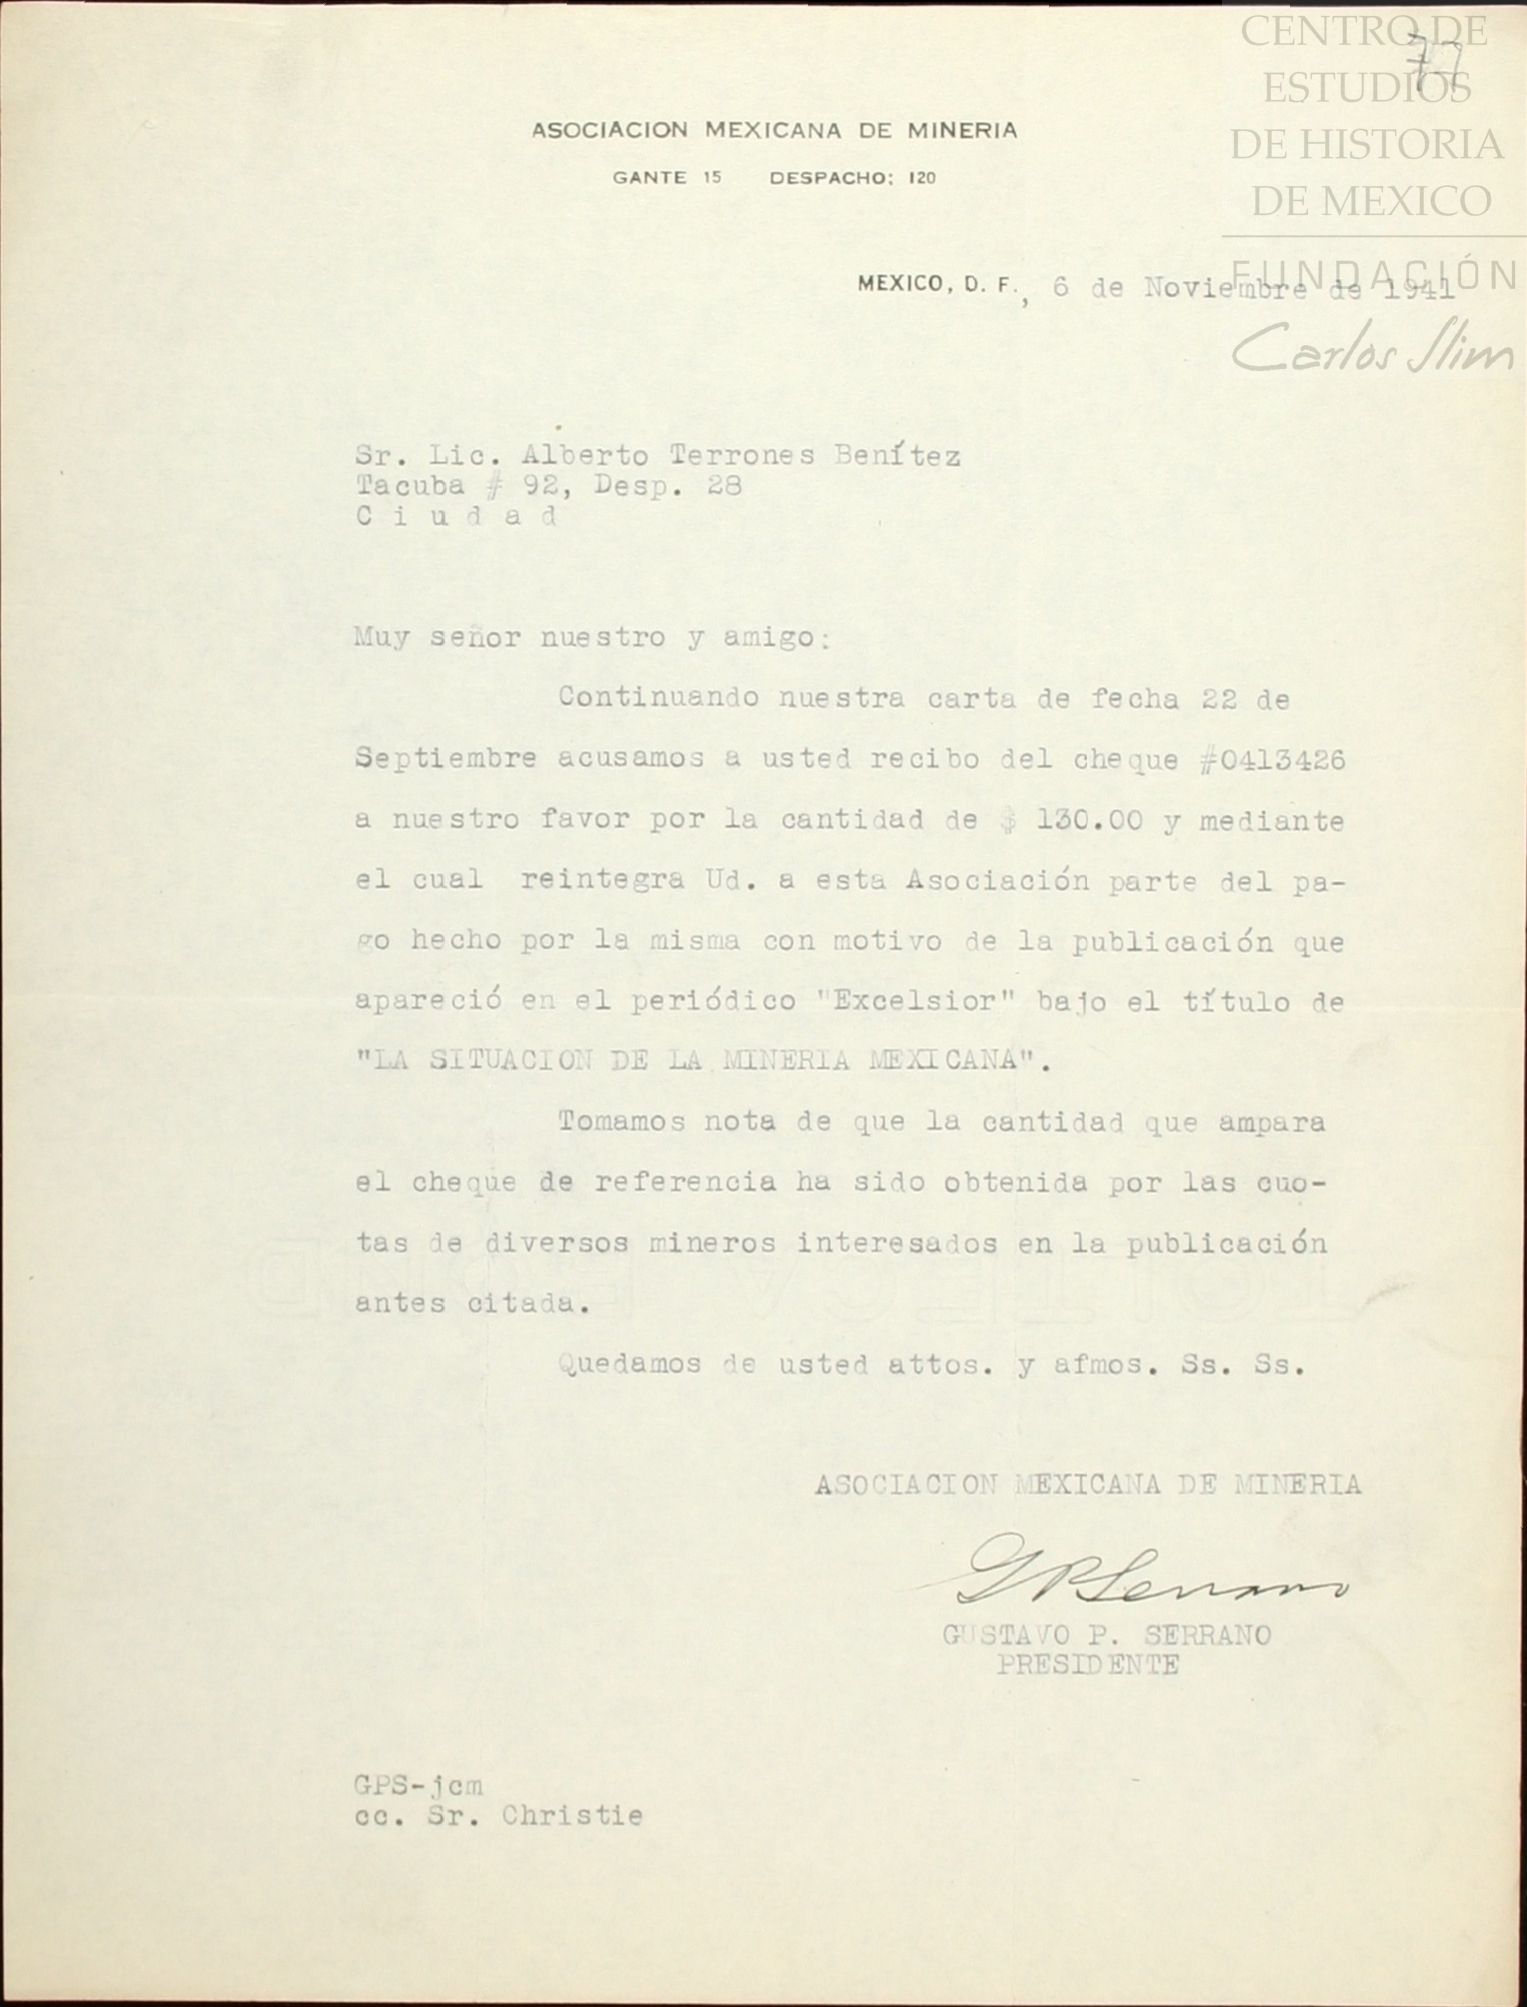 CENTRO DE
ESTUDIOS
DE HISTORIA
DE MEXICO
FUNDACIÓN
Carlos Slim
77
ASOCIACION MEXICANA DE MINERIA
GANTE 15 DESPACHO: 120
MEXICO, D. F., 6 de Noviembre de 1941
Sr. Lic. Alberto Terrones Benítez
Tacuba # 92, Desp. 28
C i u d a d
Muy señor nuestro y amigo:
Continuando nuestra carta de fecha 22 de
Septiembre acusamos a usted recibo del cheque #0413426
a nuestro favor por la cantidad de $ 130.00 y mediante
el cual reintegra Ud. a esta Asociación parte del pa-
go hecho por la misma con motivo de la publicación que
apareció en el periódico "Excelsior" bajo el título de
"LA SITUACION DE LA MINERIA MEXICANA".
Tomamos nota de que la cantidad que ampara
el cheque de referencia ha sido obtenida por las cuo-
tas de diversos mineros interesados en la publicación
antes citada.
Quedamos de usted attos. y afmos. Ss. Ss.
ASOCIACION MEXICANA DE MINERIA
GPSerrano
GUSTAVO P. SERRANO
PRESIDENTE
GPS-jcm
cc. Sr. Christie